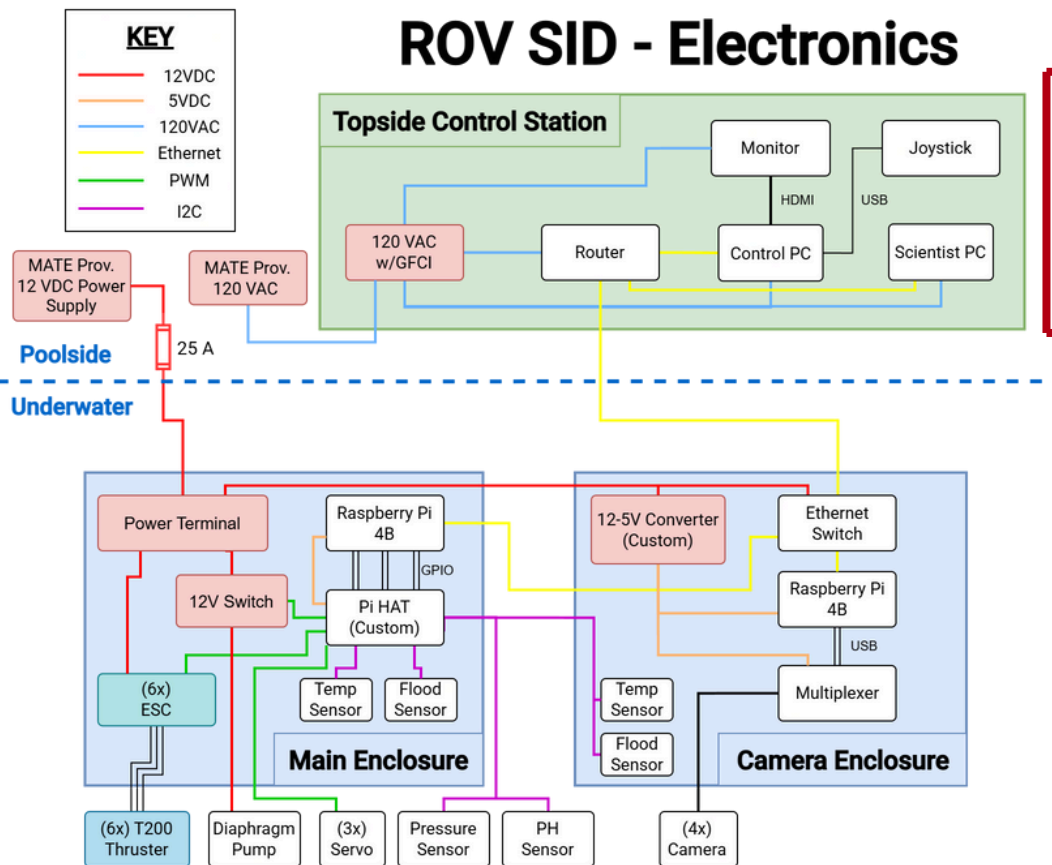 KEY
12VDC
5VDC
120VAC
Ethernet
PWM
I2C
ROV SID - Electronics
Topside Control Station
Monitor
Joystick
HDMI
USB
120 VAC
w/GFCI
Router
Control PC
Scientist PC
MATE Prov.
12 VDC Power
Supply
MATE Prov.
120 VAC
25 A
Poolside
Underwater
Power Terminal
Raspberry Pi
4B
GPIO
12V Switch
Pi HAT
(Custom)
(6x)
ESC
Temp
Sensor
Flood
Sensor
Main Enclosure
12-5V Converter
(Custom)
Ethernet
Switch
Raspberry Pi
4B
USB
Multiplexer
Temp
Sensor
Flood
Sensor
Camera Enclosure
(6x) T200
Thruster
Diaphragm
Pump
(3x)
Servo
Pressure
Sensor
PH
Sensor
(4x)
Camera